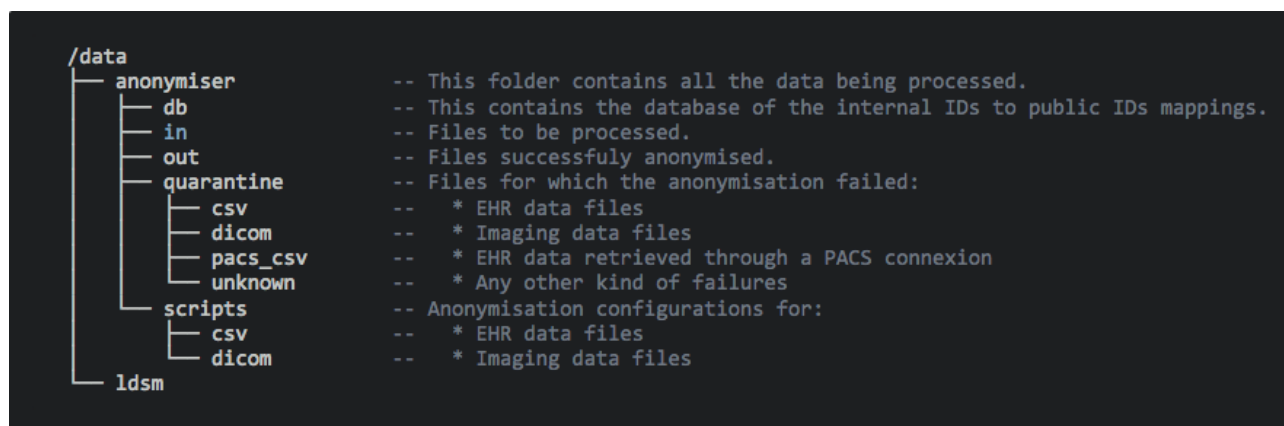 /data
├── anonymiser -- This folder contains all the data being processed.
│   ├── db -- This contains the database of the internal IDs to public IDs mappings.
│   ├── in -- Files to be processed.
│   ├── out -- Files successfuly anonymised.
│   ├── quarantine -- Files for which the anonymisation failed:
│   │   ├── csv -- * EHR data files
│   │   ├── dicom -- * Imaging data files
│   │   ├── pacs_csv -- * EHR data retrieved through a PACS connexion
│   │   └── unknown -- * Any other kind of failures
│   └── scripts -- Anonymisation configurations for:
│       ├── csv -- * EHR data files
│       └── dicom -- * Imaging data files
└── ldsm